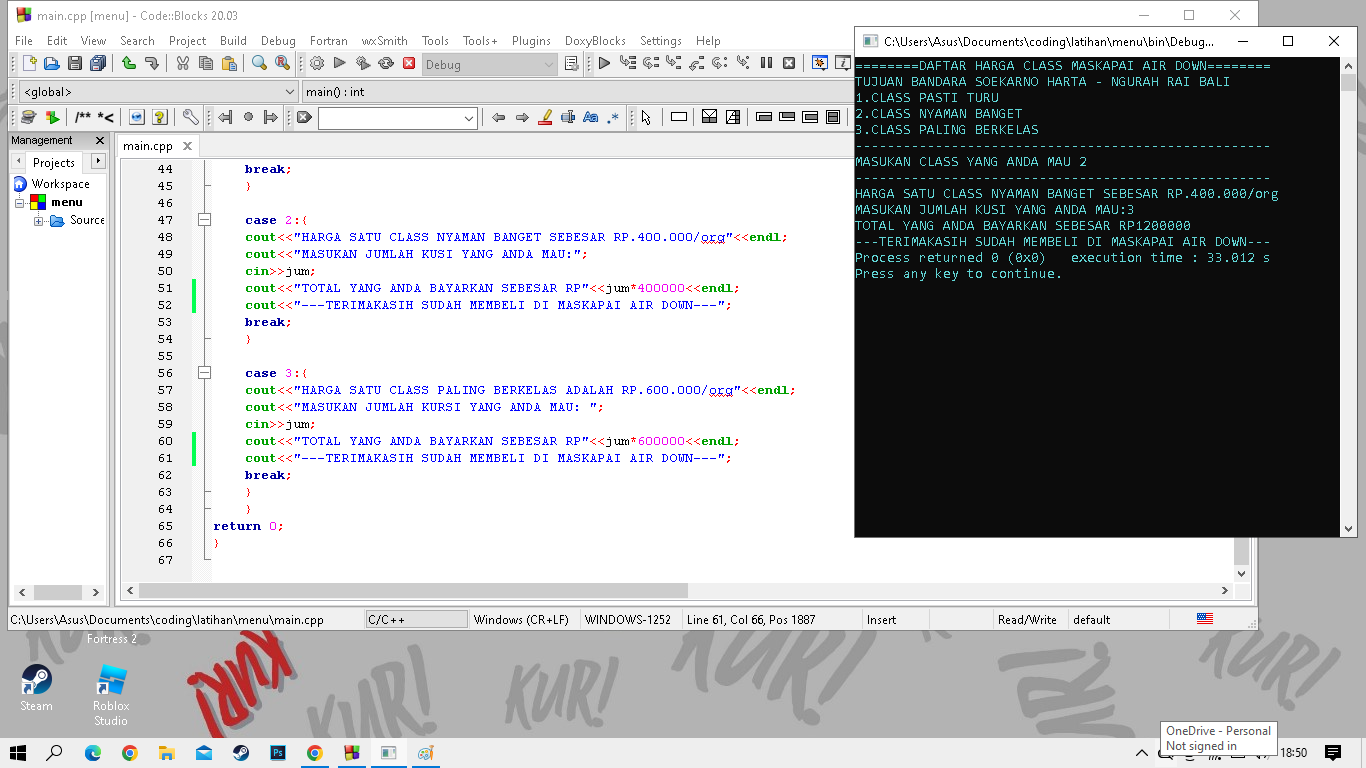 main.cpp [menu] - Code::Blocks 20.03
File Edit View Search Project Build Debug Fortran wxSmith Tools Tools+ Plugins DoxyBlocks Settings Help
Debug
<global>
main() : int
/** *<
Aa .*
Management
Projects
Workspace
menu
Source
main.cpp
44 break;
45 }
46
47 case 2:{
48 cout<<"HARGA SATU CLASS NYAMAN BANGET SEBESAR RP.400.000/org"<<endl;
49 cout<<"MASUKAN JUMLAH KUSI YANG ANDA MAU:";
50 cin>>jum;
51 cout<<"TOTAL YANG ANDA BAYARKAN SEBESAR RP"<<jum*400000<<endl;
52 cout<<"---TERIMAKASIH SUDAH MEMBELI DI MASKAPAI AIR DOWN---";
53 break;
54 }
55
56 case 3:{
57 cout<<"HARGA SATU CLASS PALING BERKELAS ADALAH RP.600.000/org"<<endl;
58 cout<<"MASUKAN JUMLAH KURSI YANG ANDA MAU: ";
59 cin>>jum;
60 cout<<"TOTAL YANG ANDA BAYARKAN SEBESAR RP"<<jum*600000<<endl;
61 cout<<"---TERIMAKASIH SUDAH MEMBELI DI MASKAPAI AIR DOWN---";
62 break;
63 }
64 }
65 return 0;
66 }
67
C:\Users\Asus\Documents\coding\latihan\menu\main.cpp C/C++ Windows (CR+LF) WINDOWS-1252 Line 61, Col 66, Pos 1887 Insert Read/Write default
C:\Users\Asus\Documents\coding\latihan\menu\bin\Debug...
========DAFTAR HARGA CLASS MASKAPAI AIR DOWN========
TUJUAN BANDARA SOEKARNO HARTA - NGURAH RAI BALI
1.CLASS PASTI TURU
2.CLASS NYAMAN BANGET
3.CLASS PALING BERKELAS
----------------------------------------------------
MASUKAN CLASS YANG ANDA MAU 2
----------------------------------------------------
HARGA SATU CLASS NYAMAN BANGET SEBESAR RP.400.000/org
MASUKAN JUMLAH KUSI YANG ANDA MAU:3
TOTAL YANG ANDA BAYARKAN SEBESAR RP1200000
---TERIMAKASIH SUDAH MEMBELI DI MASKAPAI AIR DOWN---
Process returned 0 (0x0)   execution time : 33.012 s
Press any key to continue.
Fortress 2
Steam
Roblox
Studio
KUR!
KUR!
KUR!
KUR!
KUR!
Ps
OneDrive - Personal
Not signed in
18:50